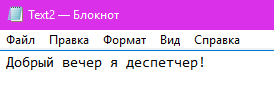 Text2 — Блокнот
Файл Правка Формат Вид Справка
Добрый вечер я деспетчер!